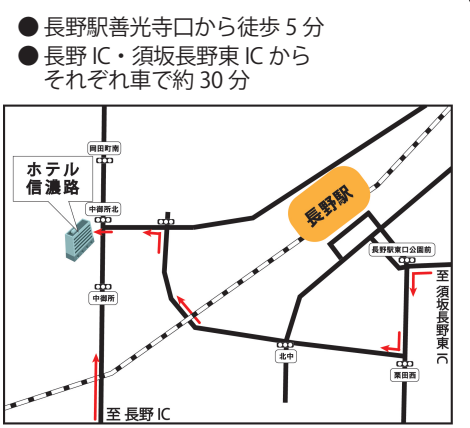 ● 長野駅善光寺口から徒歩 5 分
● 長野 IC・須坂長野東 IC から
それぞれ車で約 30 分
岡田町南
ホテル
信濃路
中御所北
長野駅
長野駅東口公園前
至 須坂長野東 IC
中御所
北中
栗田西
至 長野 IC